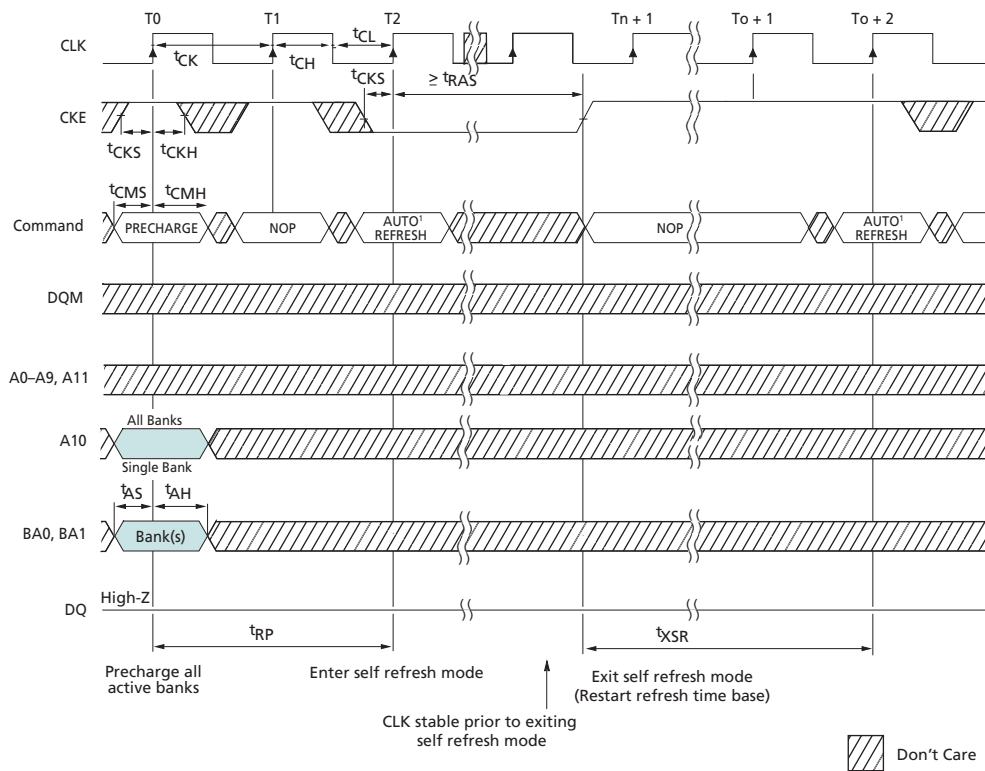 T0 T1 T2 Tn + 1 To + 1 To + 2
CLK
tCK tCH tCL
tCKS ≥ tRAS
CKE
tCKS tCKH
tCMS tCMH
Command PRECHARGE NOP AUTO¹ REFRESH NOP AUTO¹ REFRESH
DQM
A0–A9, A11
All Banks
A10
Single Bank
tAS tAH
BA0, BA1 Bank(s)
High-Z
DQ
tRP tXSR
Precharge all
active banks
Enter self refresh mode
Exit self refresh mode
(Restart refresh time base)
CLK stable prior to exiting
self refresh mode
Don't Care